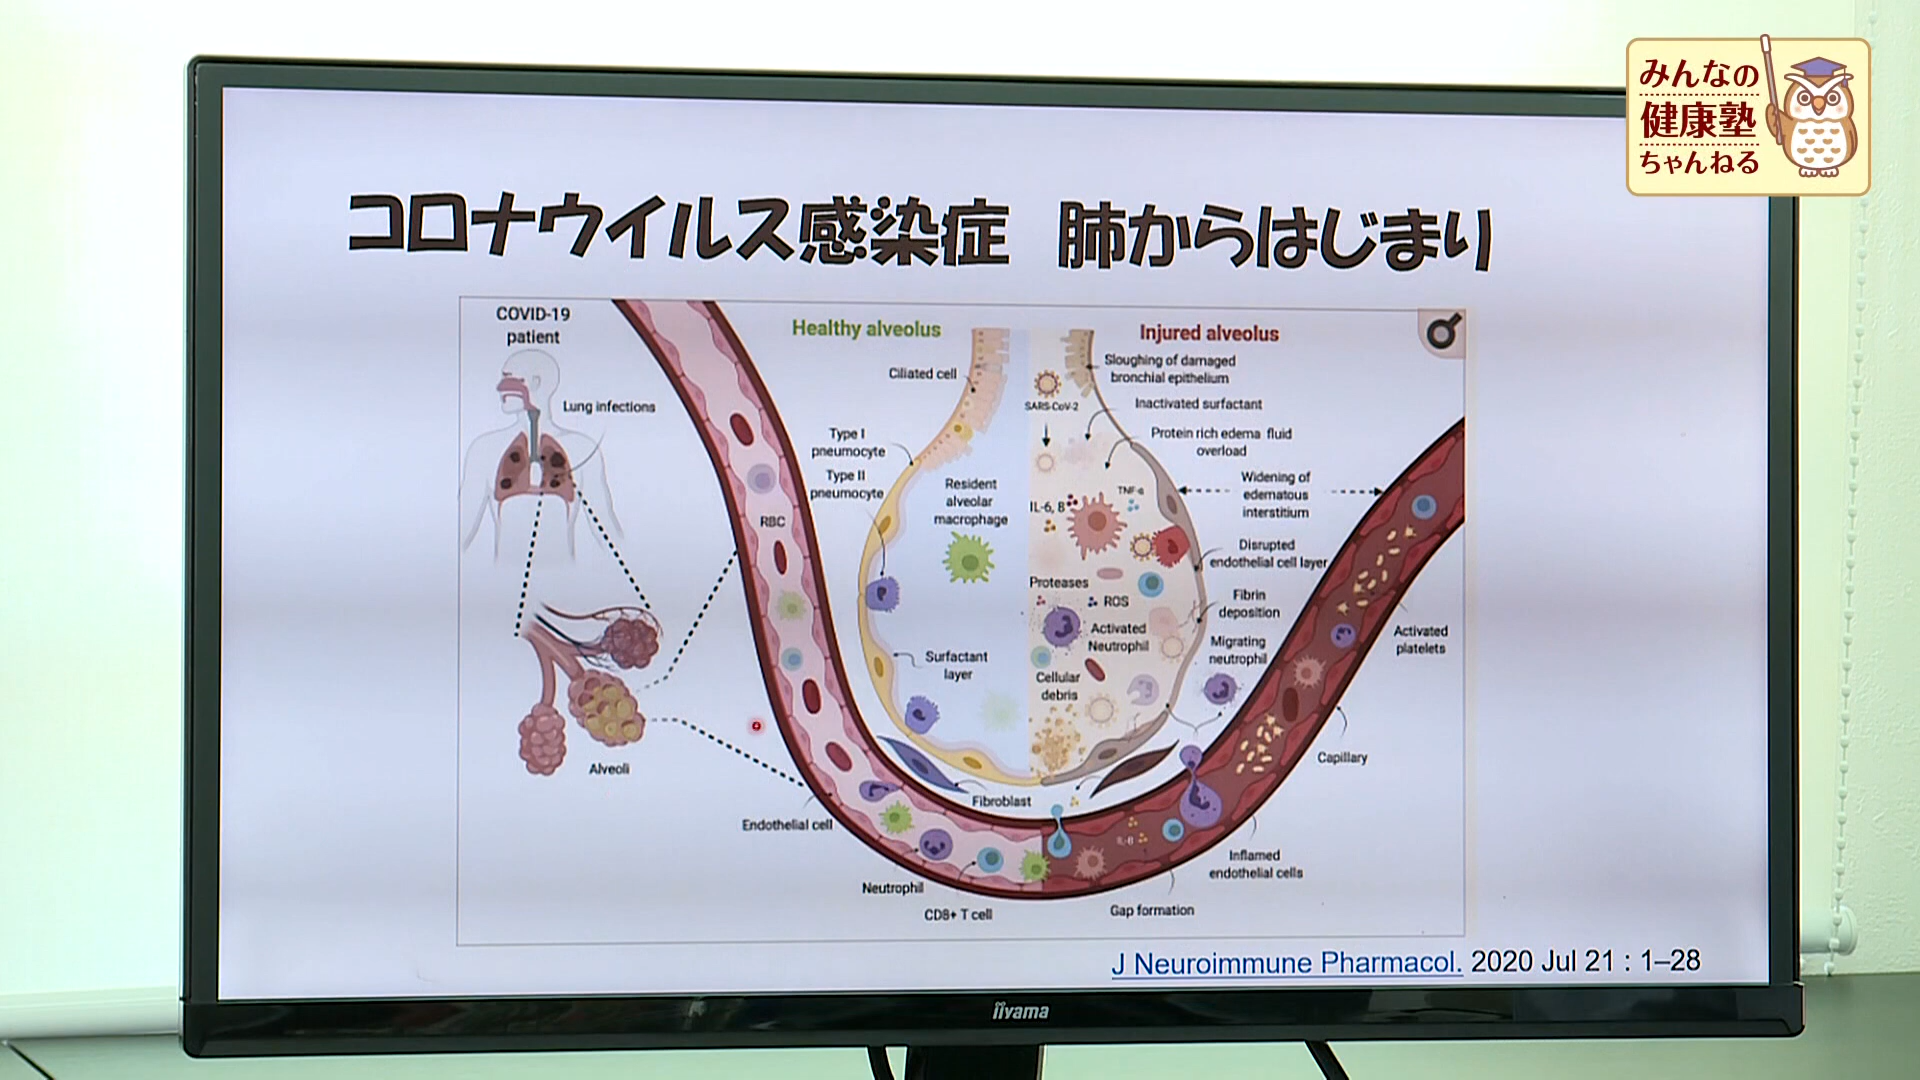 みんなの
健康塾
ちゃんねる
コロナウイルス感染症 肺からはじまり
COVID-19
patient
Lung infections
Alveoli
Healthy alveolus
Ciliated cell
Type I
pneumocyte
Type II
pneumocyte
RBC
Resident
alveolar
macrophage
Surfactant
layer
Fibroblast
Endothelial cell
Neutrophil
CD8+ T cell
Injured alveolus
Sloughing of damaged
bronchial epithelium
SARS-CoV-2
Inactivated surfactant
Protein rich edema fluid
overload
Widening of
edematous
interstitium
TNF-α
IL-6, 8
Disrupted
endothelial cell layer
Proteases
ROS
Fibrin
deposition
Activated
Neutrophil
Migrating
neutrophil
Activated
platelets
Cellular
debris
Capillary
IL-8
Inflamed
endothelial cells
Gap formation
J Neuroimmune Pharmacol. 2020 Jul 21 : 1–28
iiyama